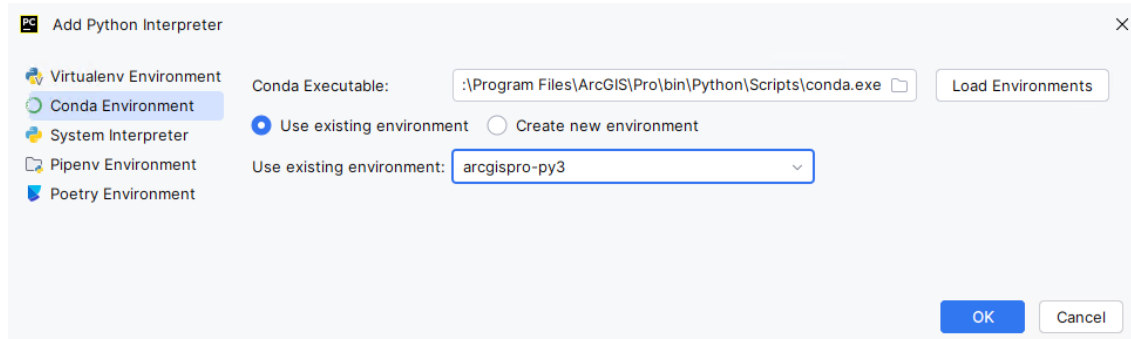 PC Add Python Interpreter
Virtualenv Environment
Conda Environment
System Interpreter
Pipenv Environment
Poetry Environment
Conda Executable: :\Program Files\ArcGIS\Pro\bin\Python\Scripts\conda.exe Load Environments
Use existing environment Create new environment
Use existing environment: arcgispro-py3
OK Cancel